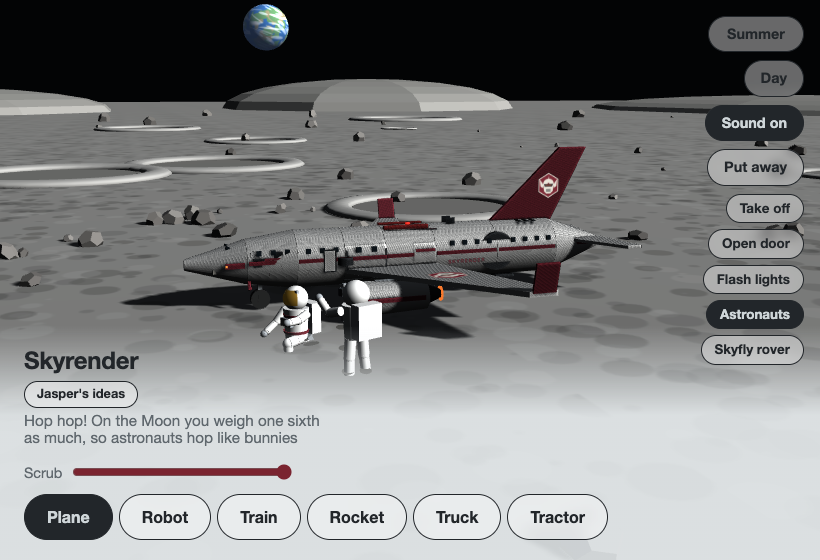 Summer
Day
Sound on
Put away
Take off
Open door
Flash lights
Astronauts
Skyfly rover
Skyrender
Jasper's ideas
Hop hop! On the Moon you weigh one sixth
as much, so astronauts hop like bunnies
Scrub
Plane
Robot
Train
Rocket
Truck
Tractor